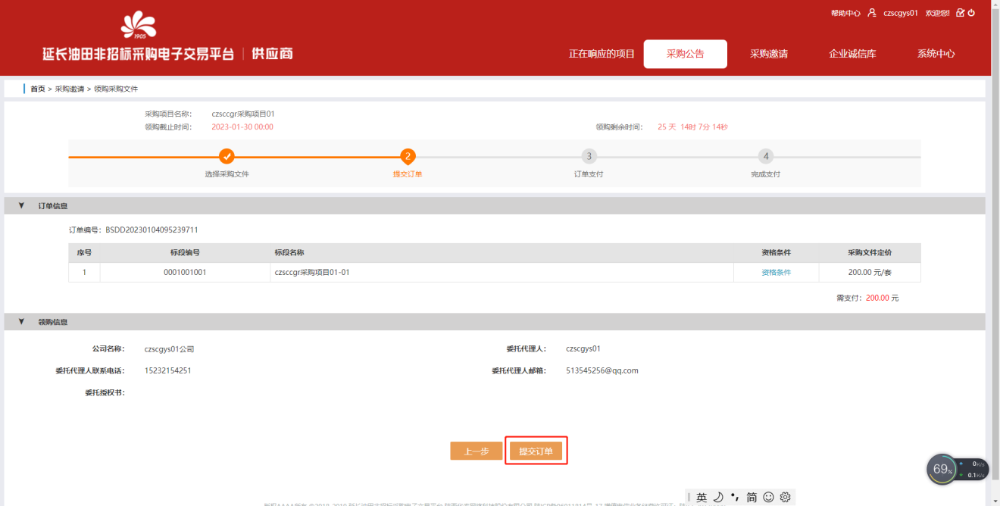 帮助中心 czscgys01 欢迎您!
1905
延长油田非招标采购电子交易平台 | 供应商
正在响应的项目 采购公告 采购邀请 企业诚信库 系统中心
首页 > 采购邀请 > 领购采购文件
采购项目名称: czsccgr采购项目01
领购截止时间: 2023-01-30 00:00 领购剩余时间: 25 天 14时 7分 14秒
2 3 4
选择采购文件 提交订单 订单支付 完成支付
订单信息
订单编号: BSDD20230104095239711
序号 标段编号 标段名称 资格条件 采购文件定价
1 0001001001 czsccgr采购项目01-01 资格条件 200.00 元/套
需支付: 200.00 元
领购信息
公司名称: czscgys01公司 委托代理人: czscgys01
委托代理人联系电话: 15232154251 委托代理人邮箱: 513545256@qq.com
委托授权书:
上一步 提交订单
69% 0K/s
0.1K/s
英 简